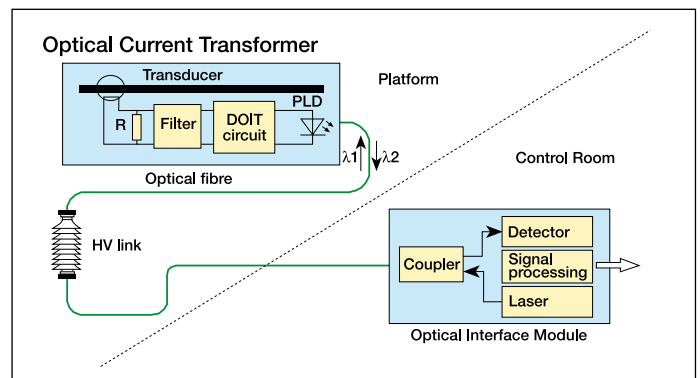 Optical Current Transformer
Transducer
Platform
PLD
R
Filter
DOIT
circuit
λ1
λ2
Optical fibre
Control Room
HV link
Coupler
Detector
Signal
processing
Laser
Optical Interface Module